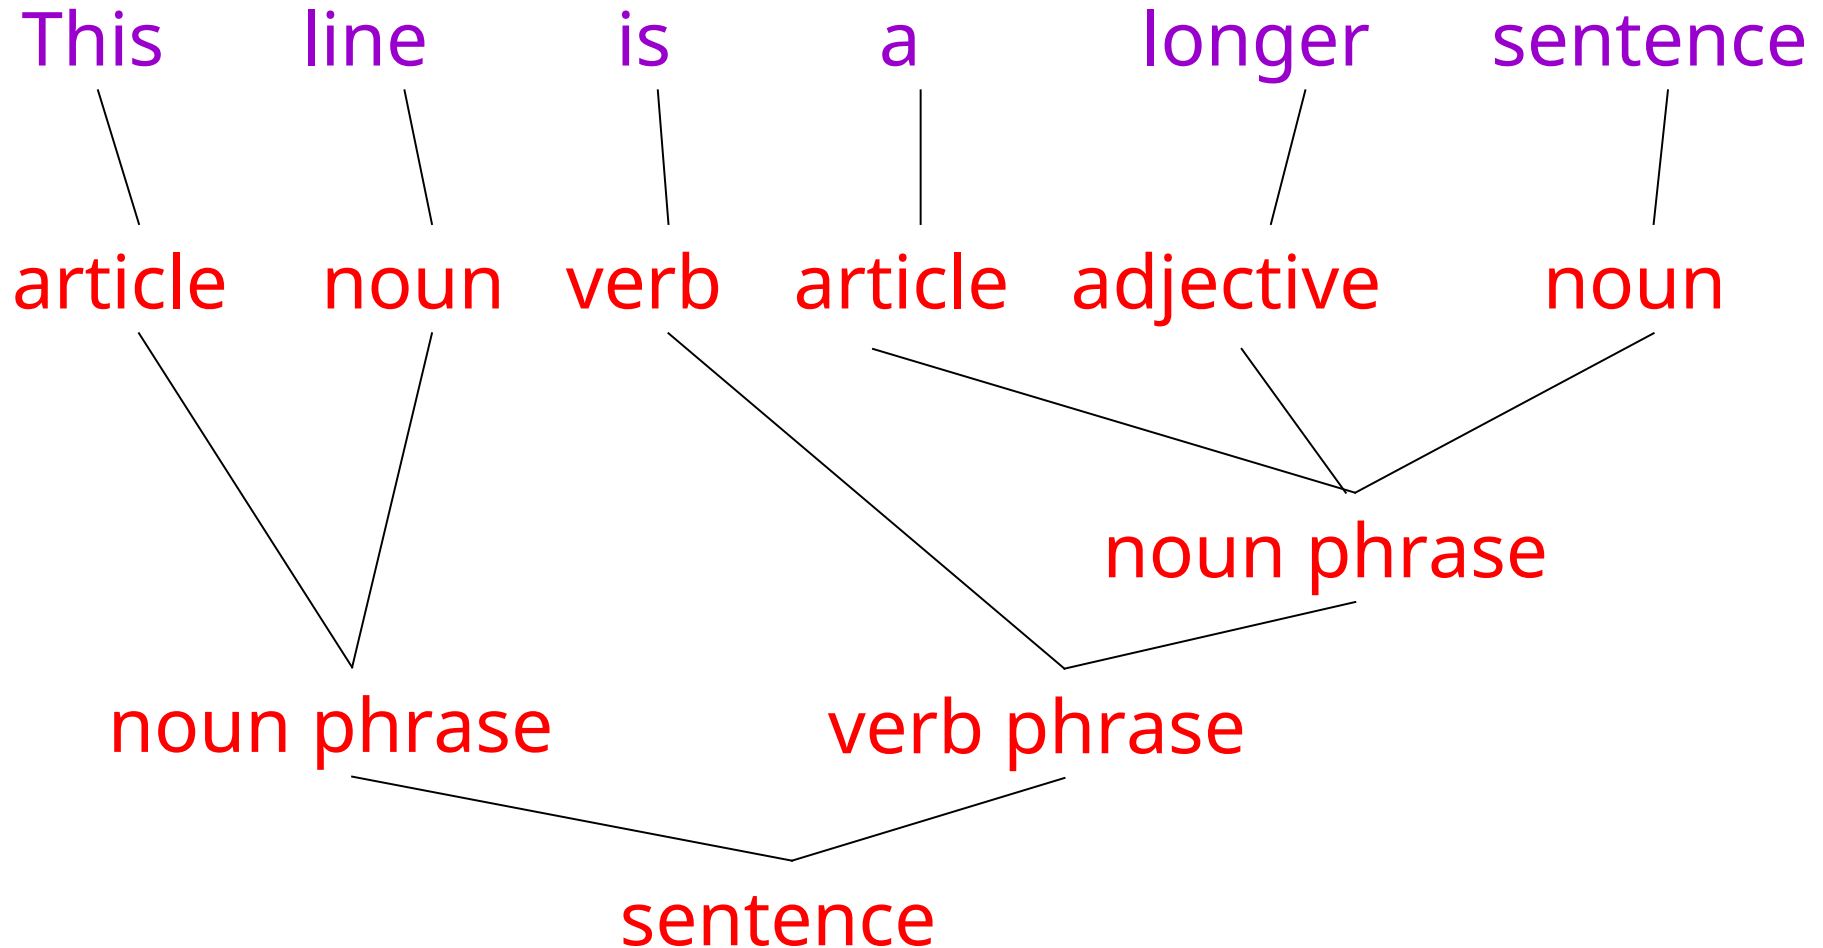 This line is a longer sentence
article noun verb article adjective noun
noun phrase
noun phrase verb phrase
sentence